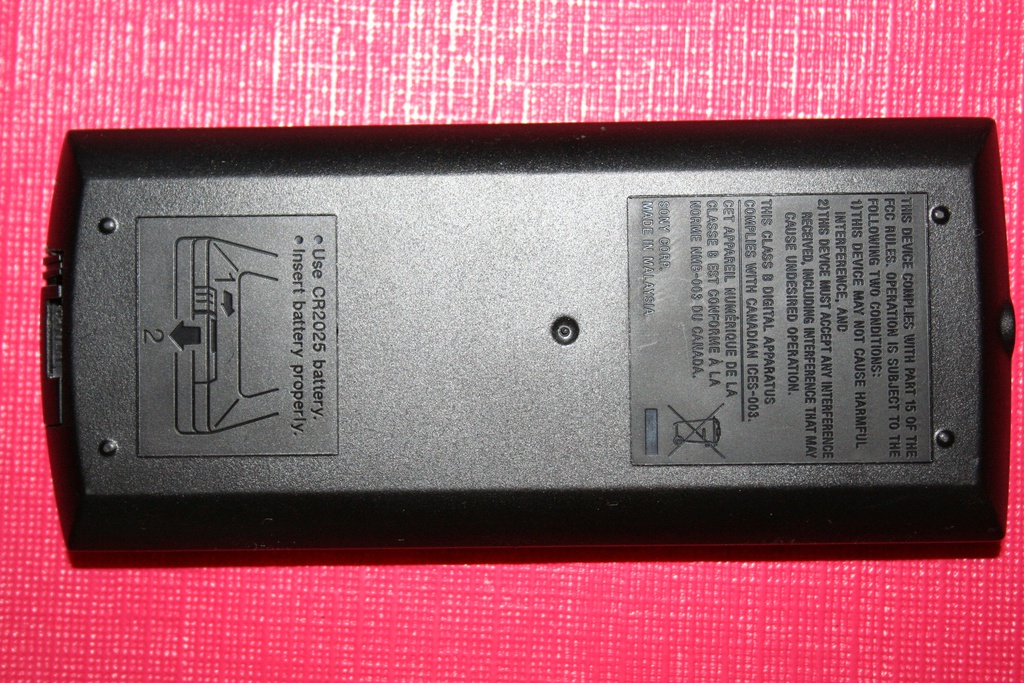 THIS DEVICE COMPLIES WITH PART 15 OF THE
FCC RULES. OPERATION IS SUBJECT TO THE
FOLLOWING TWO CONDITIONS:
1) THIS DEVICE MAY NOT CAUSE HARMFUL
INTERFERENCE, AND
2) THIS DEVICE MUST ACCEPT ANY INTERFERENCE
RECEIVED, INCLUDING INTERFERENCE THAT MAY
CAUSE UNDESIRED OPERATION.
THIS CLASS B DIGITAL APPARATUS
COMPLIES WITH CANADIAN ICES-003.
CET APPAREIL NUMÉRIQUE DE LA
CLASSE B EST CONFORME À LA
NORME NMB-003 DU CANADA.
SONY CORP.
MADE IN MALAYSIA
• Use CR2025 battery.
• Insert battery properly.
1
2